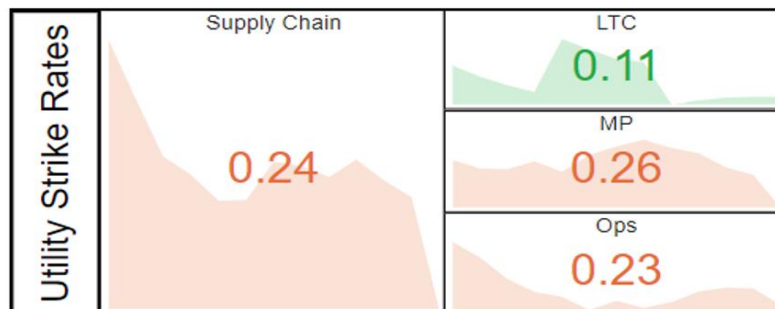 Utility Strike Rates
Supply Chain
0.24
LTC
0.11
MP
0.26
Ops
0.23